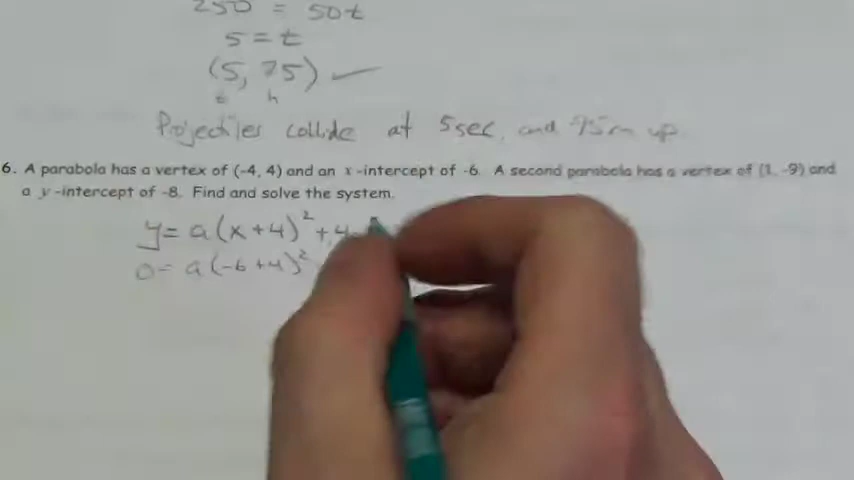 250 = 50t
5 = t
(5, 75)
t h
Projectiles collide at 5 sec, and 75m up.
6. A parabola has a vertex of (-4, 4) and an x-intercept of -6. A second parabola has a vertex of (1, -9) and
a y-intercept of -8. Find and solve the system.
y = a(x+4)² + 4
0 = a(-6+4)²